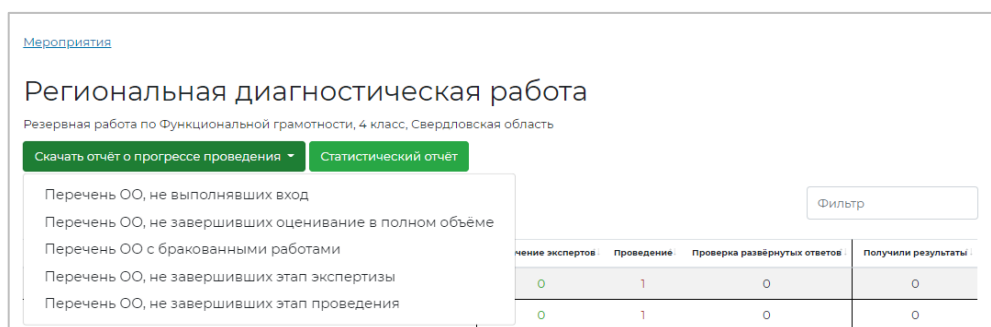 Мероприятия
Региональная диагностическая работа
Резервная работа по Функциональной грамотности, 4 класс, Свердловская область
Скачать отчёт о прогрессе проведения Статистический отчёт
Перечень ОО, не выполнявших вход
Фильтр
Перечень ОО, не завершивших оценивание в полном объёме
Перечень ОО с бракованными работами
чение экспертов Проведение Проверка развёрнутых ответов Получили результаты
Перечень ОО, не завершивших этап экспертизы
0 1 0 0
Перечень ОО, не завершивших этап проведения
0 1 0 0